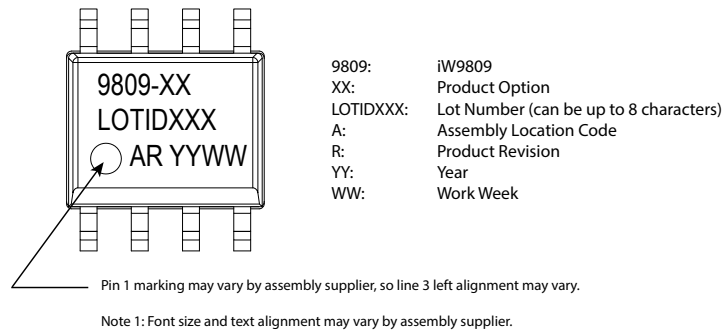 9809-XX
LOTIDXXX
AR YYWW
9809: iW9809
XX: Product Option
LOTIDXXX: Lot Number (can be up to 8 characters)
A: Assembly Location Code
R: Product Revision
YY: Year
WW: Work Week
Pin 1 marking may vary by assembly supplier, so line 3 left alignment may vary.
Note 1: Font size and text alignment may vary by assembly supplier.